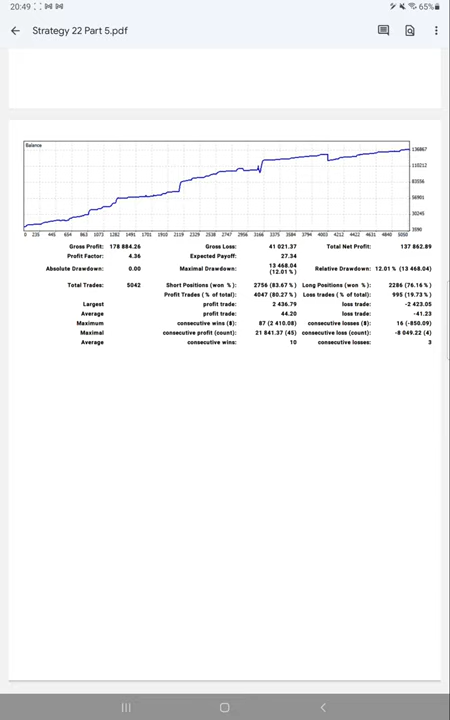 20:49 65%
Strategy 22 Part 5.pdf
Balance
136867
110212
83556
56901
30245
3590
0 235 445 654 863 1073 1282 1491 1701 1910 2119 2329 2538 2747 2956 3166 3375 3584 3794 4003 4212 4422 4631 4840 5050
Gross Profit: 178 884.26 Gross Loss: 41 021.37 Total Net Profit: 137 862.89
Profit Factor: 4.36 Expected Payoff: 27.34
Absolute Drawdown: 0.00 Maximal Drawdown: 13 468.04 (12.01 %) Relative Drawdown: 12.01 % (13 468.04)
Total Trades: 5042 Short Positions (won %): 2756 (83.67 %) Long Positions (won %): 2286 (76.16 %)
Profit Trades (% of total): 4047 (80.27 %) Loss trades (% of total): 995 (19.73 %)
Largest profit trade: 2 436.79 loss trade: -2 423.05
Average profit trade: 44.20 loss trade: -41.23
Maximum consecutive wins ($): 87 (2 410.08) consecutive losses ($): 16 (-850.09)
Maximal consecutive profit (count): 21 841.37 (45) consecutive loss (count): -8 049.22 (4)
Average consecutive wins: 10 consecutive losses: 3